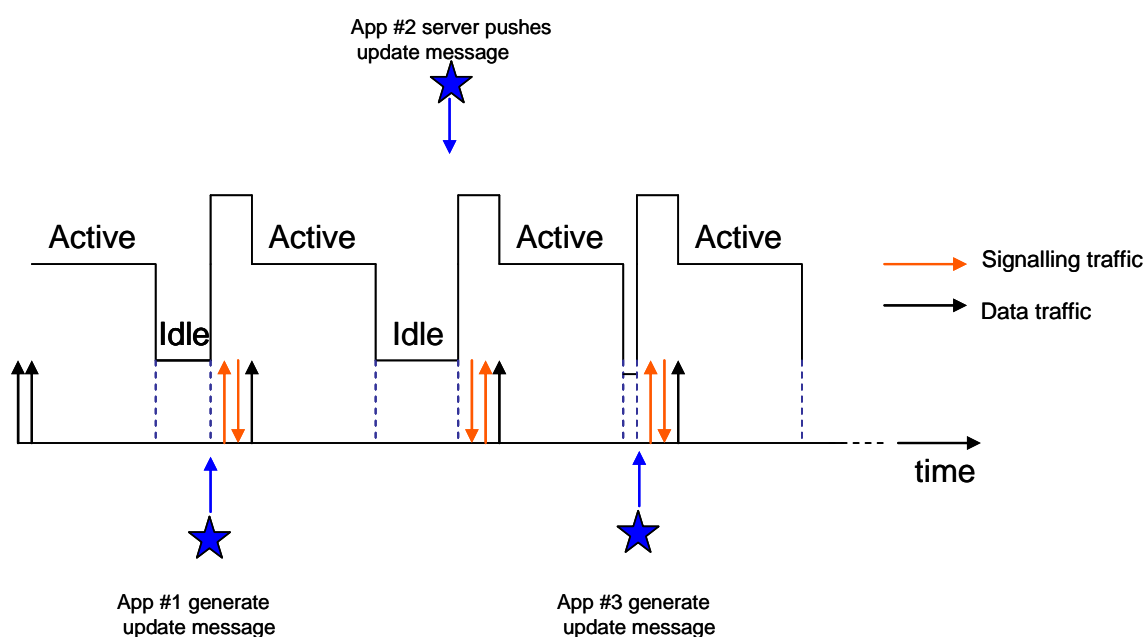 App #2 server pushes
update message
Active
Active
Active
Active
Idle
Idle
Signalling traffic
Data traffic
time
App #1 generate
update message
App #3 generate
update message